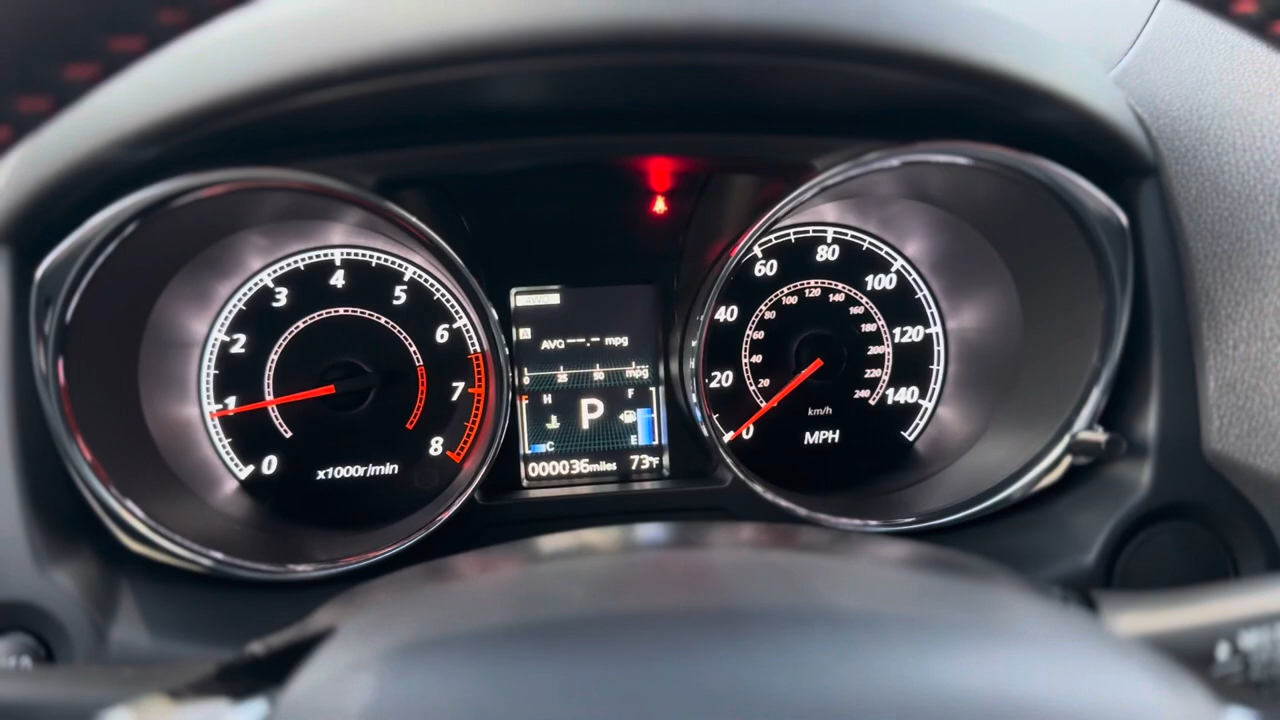 0
1
2
3
4
5
6
7
8
x1000r/min
AWC
A
AVG --.- mpg
0 25 50 mpg
H F
P
C E
000036miles 73°F
0
20
40
60
80
100
120
140
20
40
60
80
100
120
140
160
180
200
220
240
km/h
MPH